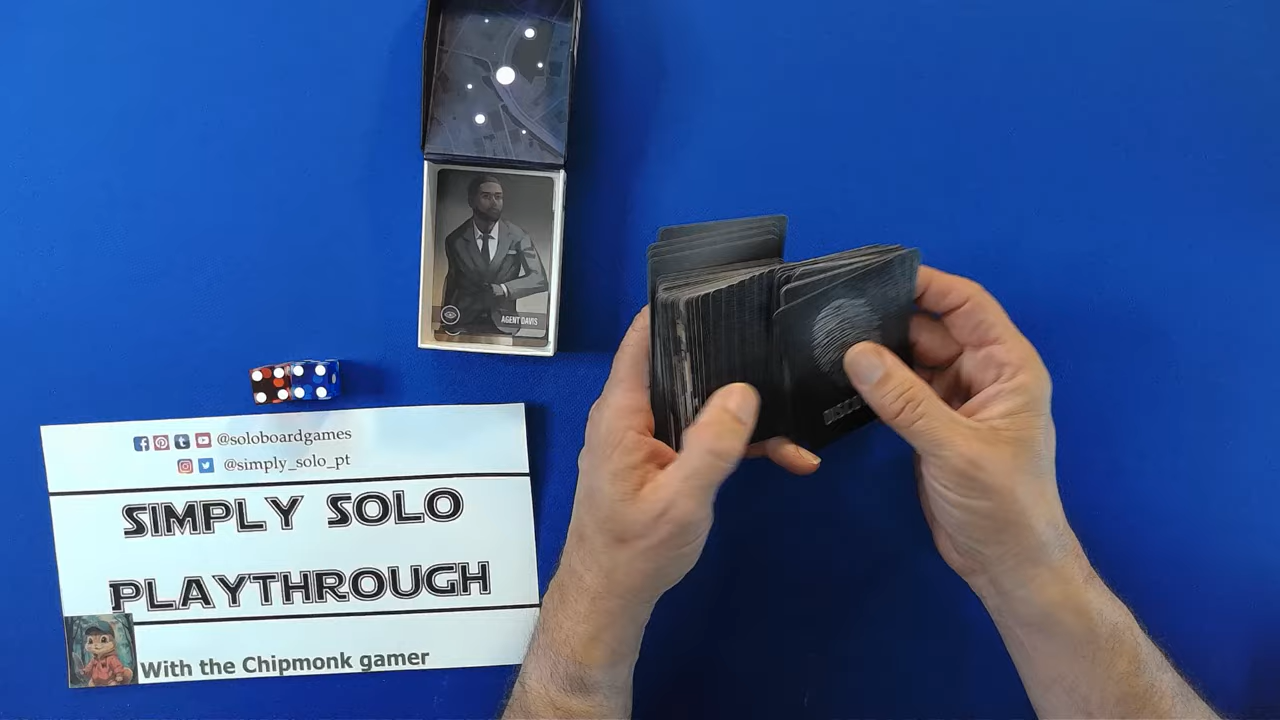 AGENT DAVIS
@soloboardgames
@simply_solo_pt
SIMPLY SOLO
PLAYTHROUGH
With the Chipmonk gamer